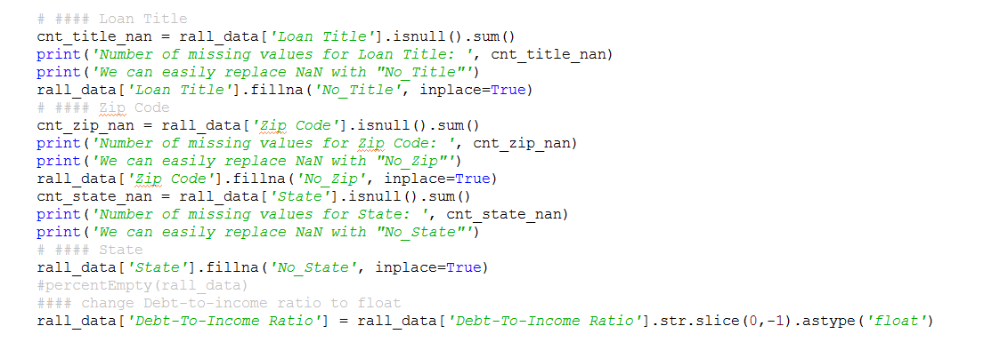 # #### Loan Title
cnt_title_nan = rall_data['Loan Title'].isnull().sum()
print('Number of missing values for Loan Title: ', cnt_title_nan)
print('We can easily replace NaN with "No_Title"')
rall_data['Loan Title'].fillna('No_Title', inplace=True)
# #### Zip Code
cnt_zip_nan = rall_data['Zip Code'].isnull().sum()
print('Number of missing values for Zip Code: ', cnt_zip_nan)
print('We can easily replace NaN with "No_Zip"')
rall_data['Zip Code'].fillna('No_Zip', inplace=True)
cnt_state_nan = rall_data['State'].isnull().sum()
print('Number of missing values for State: ', cnt_state_nan)
print('We can easily replace NaN with "No_State"')
# #### State
rall_data['State'].fillna('No_State', inplace=True)
#percentEmpty(rall_data)
#### change Debt-to-income ratio to float
rall_data['Debt-To-Income Ratio'] = rall_data['Debt-To-Income Ratio'].str.slice(0,-1).astype('float')